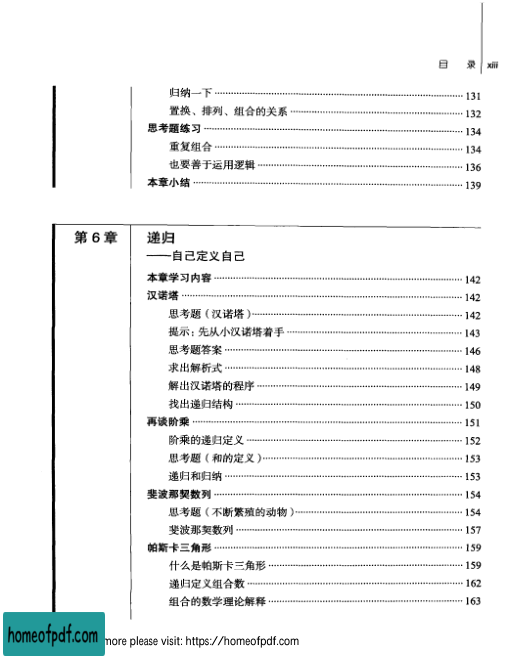 目 录 xiii
归纳一下 131
置换、排列、组合的关系 132
思考题练习 134
重复组合 134
也要善于运用逻辑 136
本章小结 139
第 6 章 递归
——自己定义自己
本章学习内容 142
汉诺塔 142
思考题（汉诺塔） 142
提示：先从小汉诺塔着手 143
思考题答案 146
求出解析式 148
解出汉诺塔的程序 149
找出递归结构 150
再谈阶乘 151
阶乘的递归定义 152
思考题（和的定义） 153
递归和归纳 153
斐波那契数列 154
思考题（不断繁殖的动物） 154
斐波那契数列 157
帕斯卡三角形 159
什么是帕斯卡三角形 159
递归定义组合数 162
组合的数学理论解释 163
homeofpdf.com more please visit: https://homeofpdf.com